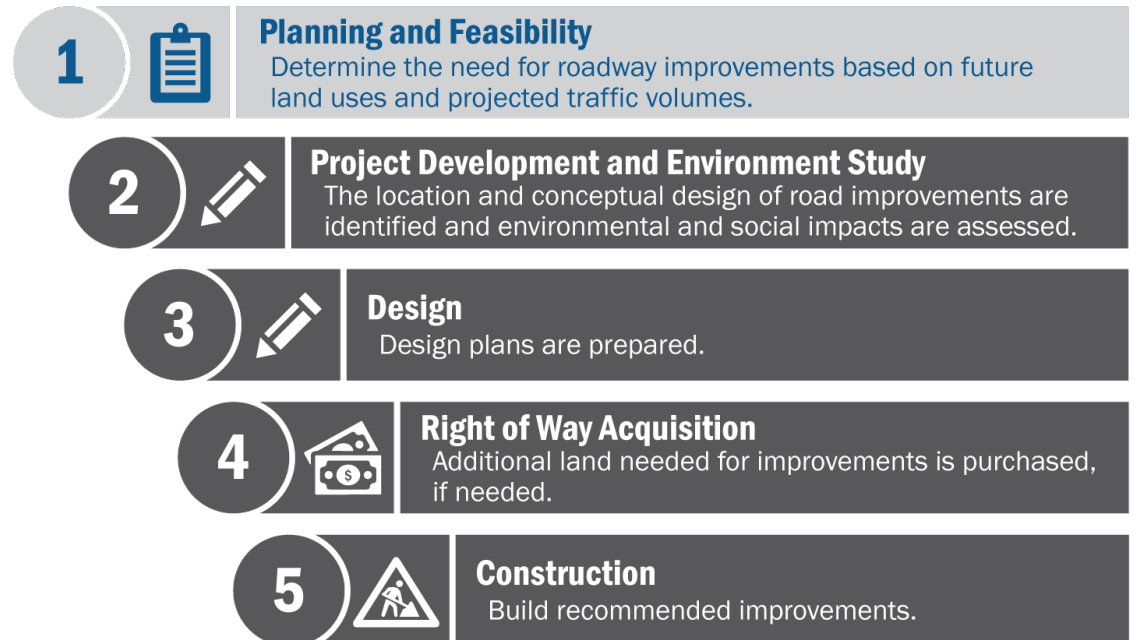 1
Planning and Feasibility
Determine the need for roadway improvements based on future
land uses and projected traffic volumes.
2
Project Development and Environment Study
The location and conceptual design of road improvements are
identified and environmental and social impacts are assessed.
3
Design
Design plans are prepared.
4
$
Right of Way Acquisition
Additional land needed for improvements is purchased,
if needed.
5
Construction
Build recommended improvements.